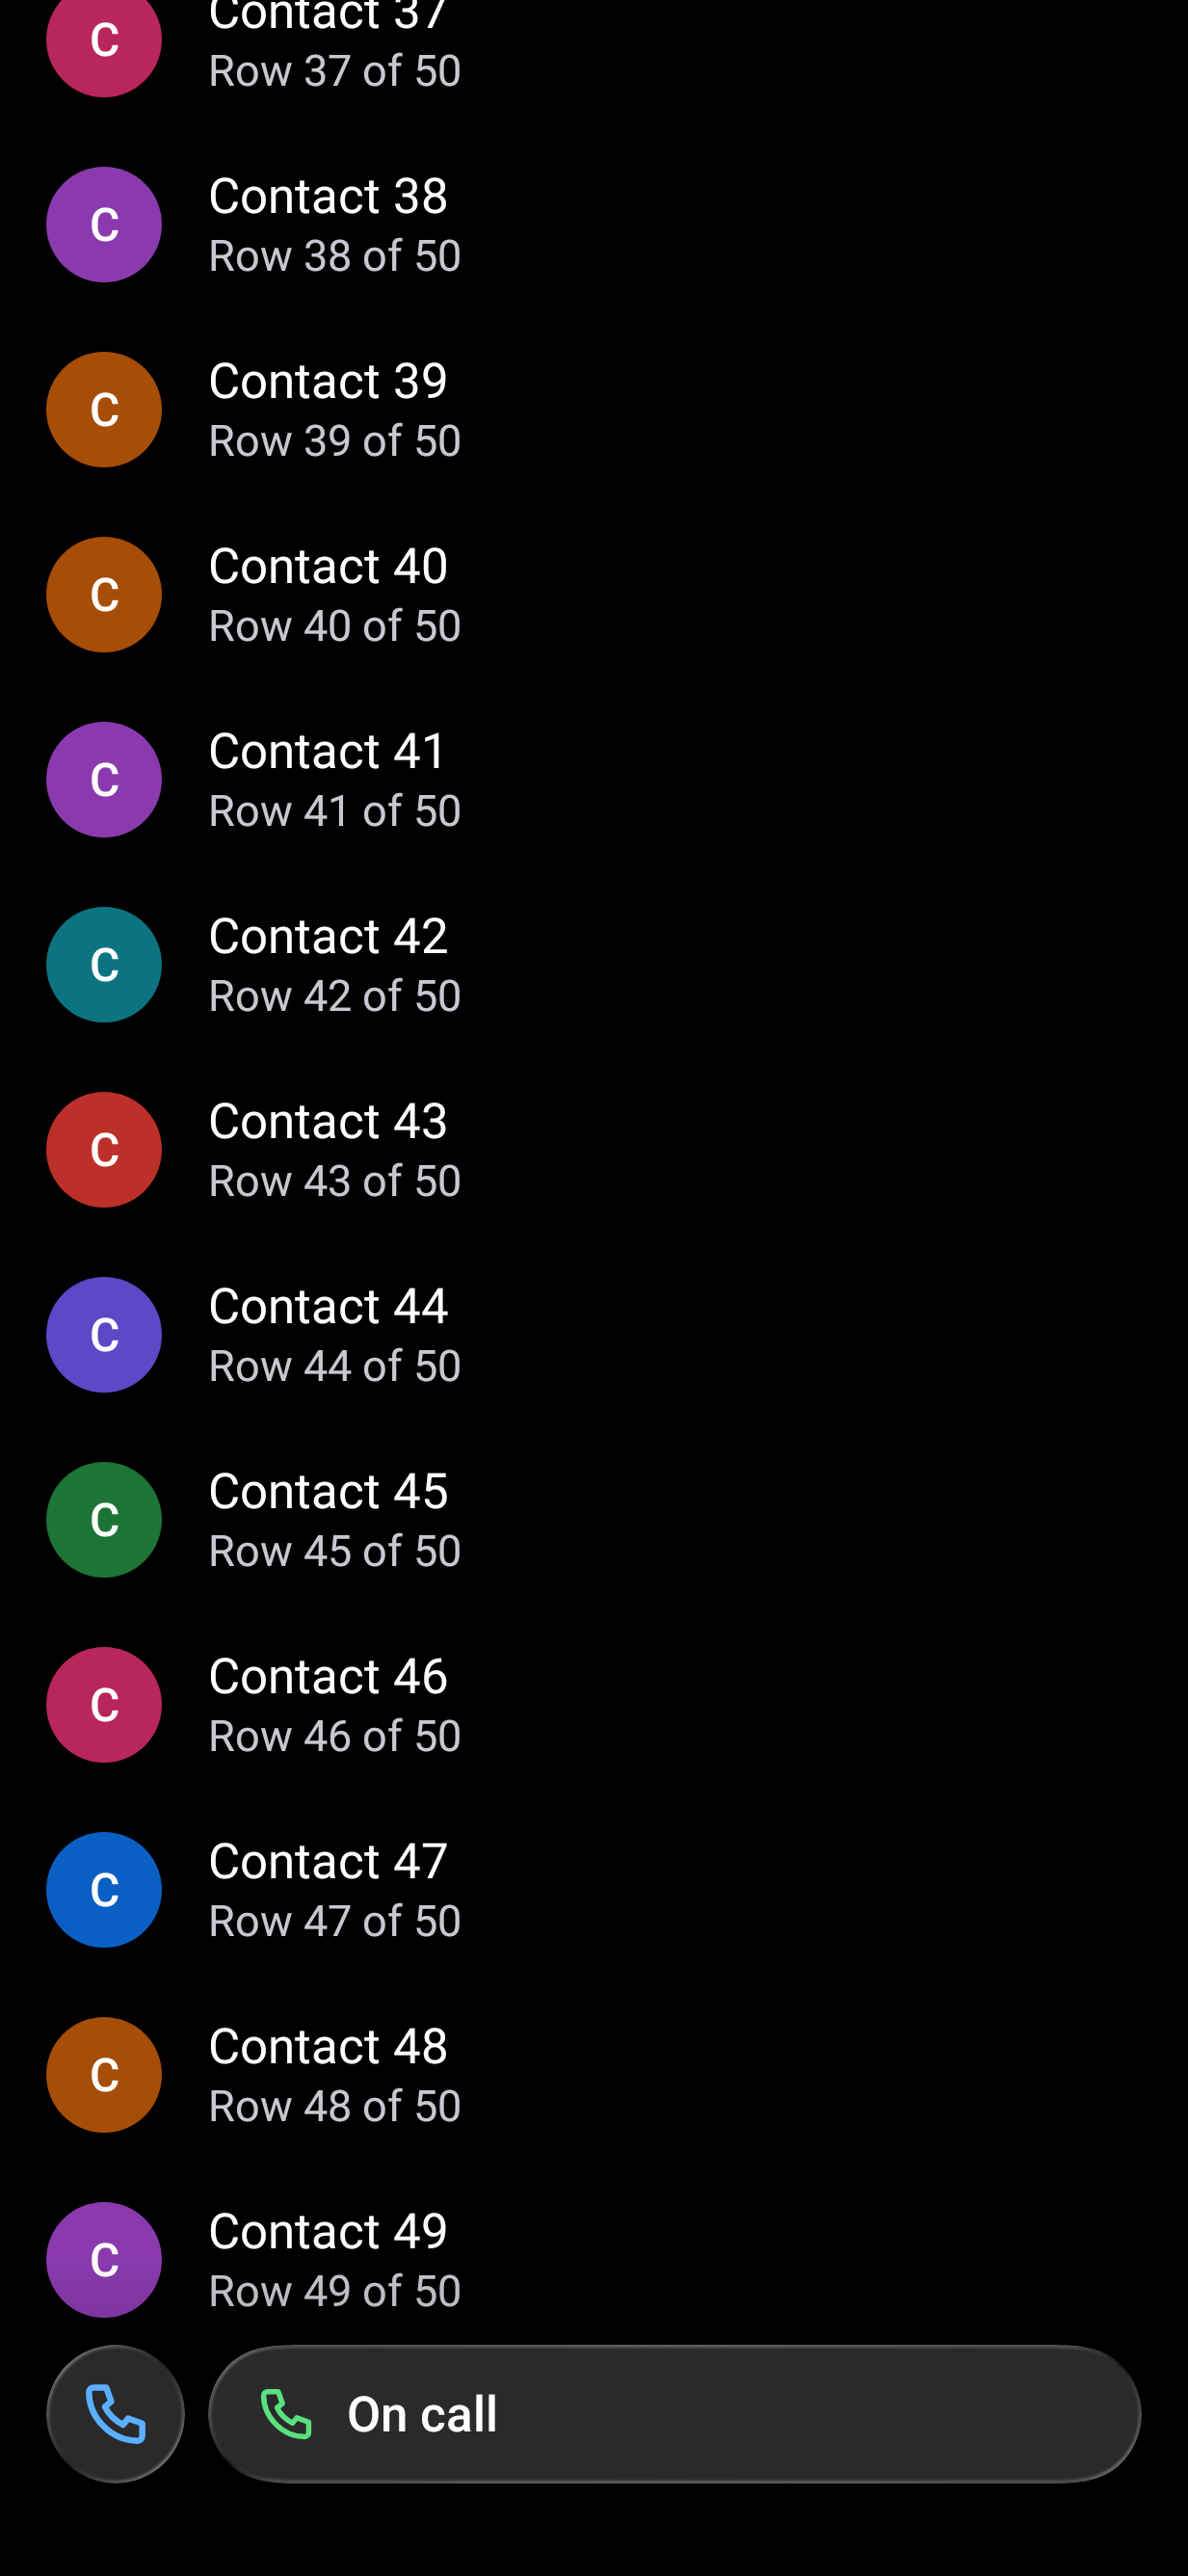 C
Contact 37
Row 37 of 50
C
Contact 38
Row 38 of 50
C
Contact 39
Row 39 of 50
C
Contact 40
Row 40 of 50
C
Contact 41
Row 41 of 50
C
Contact 42
Row 42 of 50
C
Contact 43
Row 43 of 50
C
Contact 44
Row 44 of 50
C
Contact 45
Row 45 of 50
C
Contact 46
Row 46 of 50
C
Contact 47
Row 47 of 50
C
Contact 48
Row 48 of 50
C
Contact 49
Row 49 of 50
On call